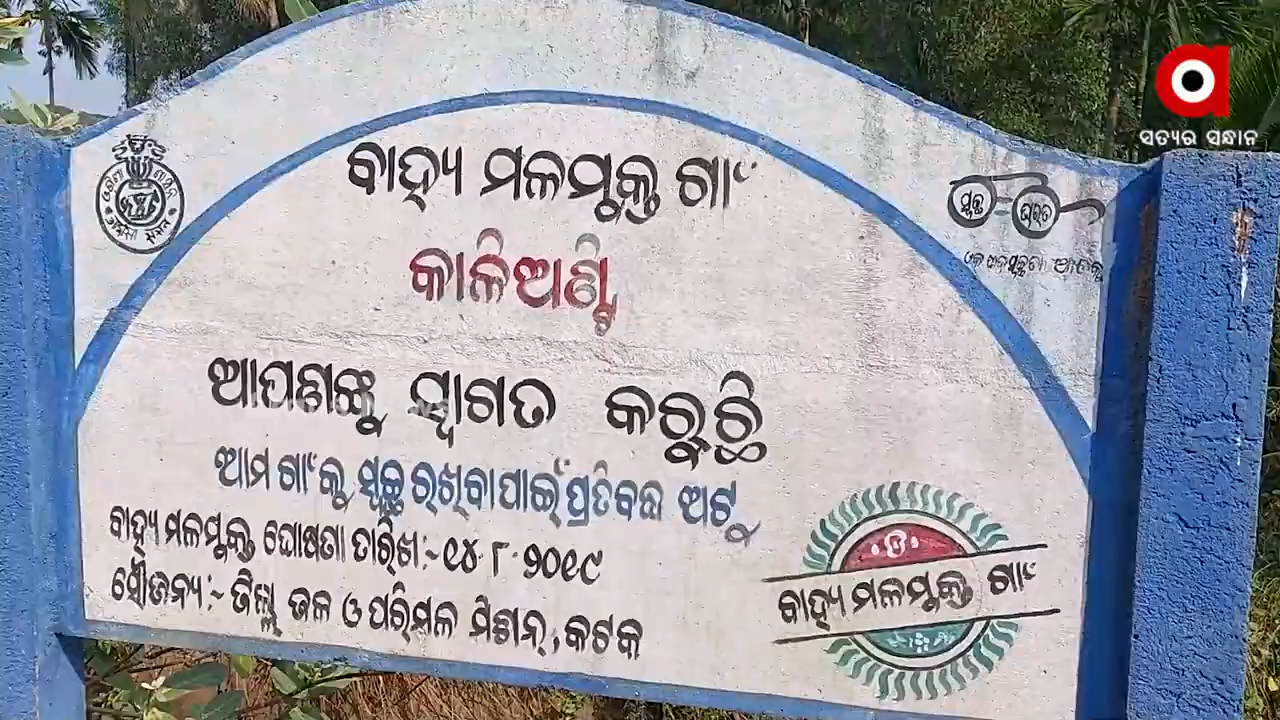 ସତ୍ୟର ସନ୍ଧାନ
ବାହ୍ୟ ମଳମୁକ୍ତ ଗାଁ
ସ୍ୱଚ୍ଛ ଭାରତ
କାଳିଅଣ୍ଟି
ଆପଣଙ୍କୁ ସ୍ୱାଗତ କରୁଛି
ଆମ ଗାଁକୁ ସ୍ୱଚ୍ଛ ରଖିବା ପାଇଁ ପ୍ରତିବଦ୍ଧ ଅଟୁ
ବାହ୍ୟ ମଳମୁକ୍ତ ଘୋଷଣା ତାରିଖ:-୧୪.୮.୨୦୧୯
ସୌଜନ୍ୟ:- ଜିଲ୍ଲା ଜଳ ଓ ପରିମଳ ମିଶନ୍, କଟକ
ବାହ୍ୟ ମଳମୁକ୍ତ ଗାଁ